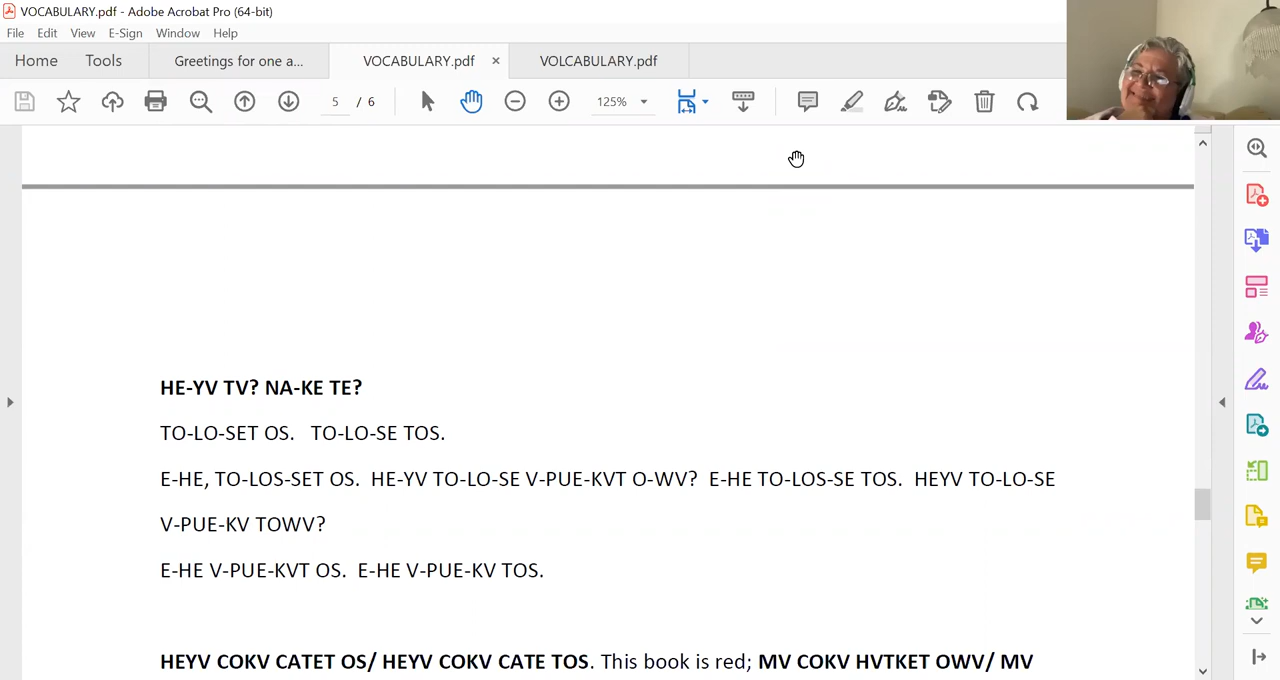 VOCABULARY.pdf - Adobe Acrobat Pro (64-bit)
File Edit View E-Sign Window Help
Home Tools Greetings for one a... VOCABULARY.pdf × VOLCABULARY.pdf
5 / 6 125%
HE-YV TV? NA-KE TE?
TO-LO-SET OS. TO-LO-SE TOS.
E-HE, TO-LOS-SET OS. HE-YV TO-LO-SE V-PUE-KVT O-WV? E-HE TO-LOS-SE TOS. HEYV TO-LO-SE
V-PUE-KV TOWV?
E-HE V-PUE-KVT OS. E-HE V-PUE-KV TOS.
HEYV COKV CATET OS/ HEYV COKV CATE TOS. This book is red; MV COKV HVTKET OWV/ MV